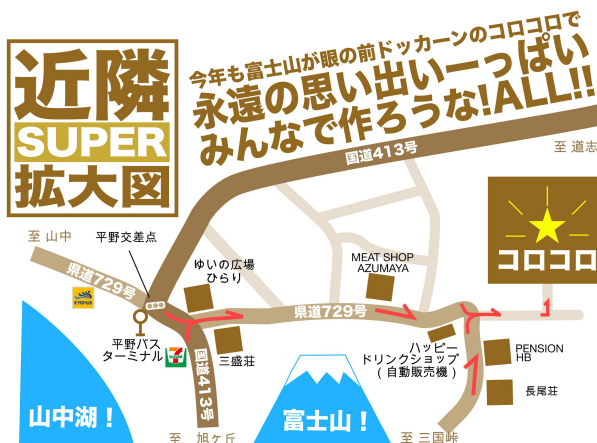 近隣
SUPER
拡大図
今年も富士山が眼の前ドッカーンのコロコロで
永遠の思い出いーっぱい
みんなで作ろうな!ALL!!
国道413号
至 道志
至 山中
平野交差点
ゆいの広場
ひらり
MEAT SHOP
AZUMAYA
コロコロ
県道729号
KYGNUS
県道729号
平野バス
ターミナル
7
ELEVEN
国道413号
三盛荘
ハッピー
ドリンクショップ
( 自動販売機 )
PENSION
HB
長尾荘
山中湖！
富士山！
至　旭ヶ丘
至 三国峠